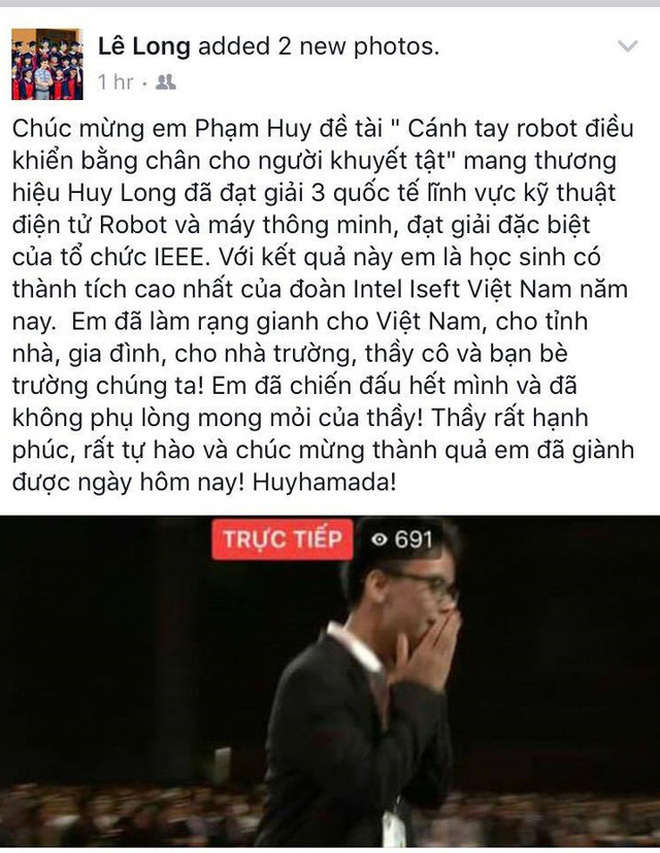 Lê Long added 2 new photos.
1 hr ·
Chúc mừng em Phạm Huy đề tài " Cánh tay robot điều
khiển bằng chân cho người khuyết tật" mang thương
hiệu Huy Long đã đạt giải 3 quốc tế lĩnh vực kỹ thuật
điện tử Robot và máy thông minh, đạt giải đặc biệt
của tổ chức IEEE. Với kết quả này em là học sinh có
thành tích cao nhất của đoàn Intel Iseft Việt Nam năm
nay.  Em đã làm rạng gianh cho Việt Nam, cho tỉnh
nhà, gia đình, cho nhà trường, thầy cô và bạn bè
trường chúng ta! Em đã chiến đấu hết mình và đã
không phụ lòng mong mỏi của thầy! Thầy rất hạnh
phúc, rất tự hào và chúc mừng thành quả em đã giành
được ngày hôm nay! Huyhamada!
TRỰC TIẾP 691